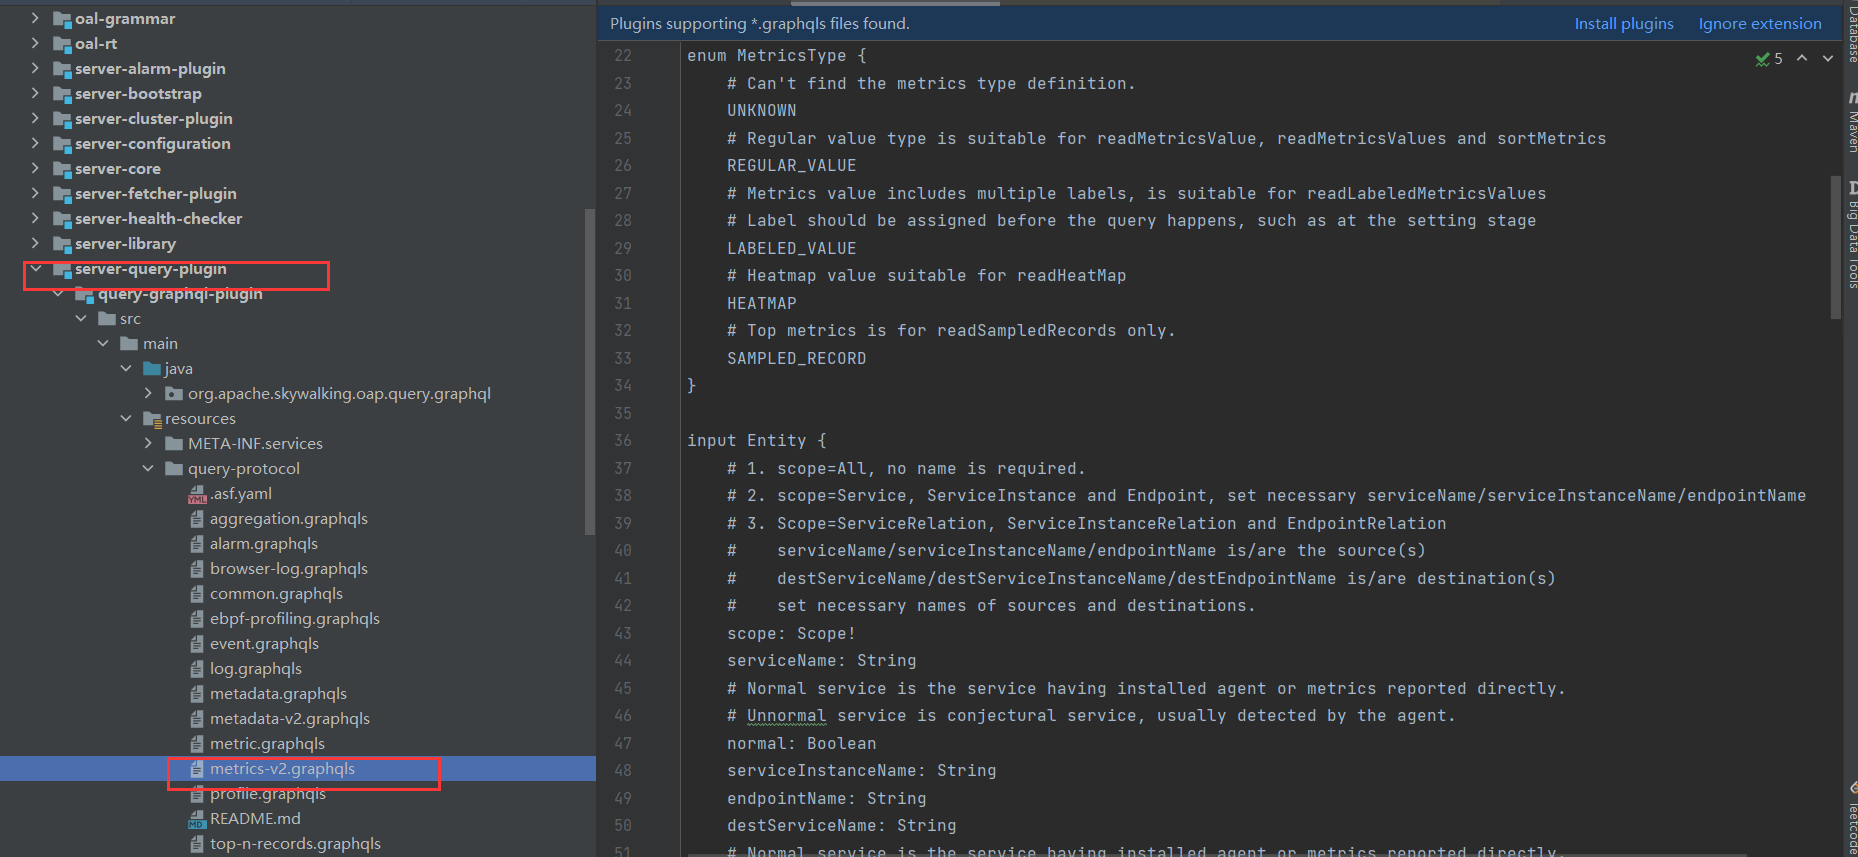 oal-grammar
oal-rt
server-alarm-plugin
server-bootstrap
server-cluster-plugin
server-configuration
server-core
server-fetcher-plugin
server-health-checker
server-library
server-query-plugin
query-graphql-plugin
src
main
java
org.apache.skywalking.oap.query.graphql
resources
META-INF.services
query-protocol
.asf.yaml
aggregation.graphqls
alarm.graphqls
browser-log.graphqls
common.graphqls
ebpf-profiling.graphqls
event.graphqls
log.graphqls
metadata.graphqls
metadata-v2.graphqls
metric.graphqls
metrics-v2.graphqls
profile.graphqls
README.md
top-n-records.graphqls
Plugins supporting *.graphqls files found.
Install plugins Ignore extension
5
22 enum MetricsType {
23 # Can't find the metrics type definition.
24 UNKNOWN
25 # Regular value type is suitable for readMetricsValue, readMetricsValues and sortMetrics
26 REGULAR_VALUE
27 # Metrics value includes multiple labels, is suitable for readLabeledMetricsValues
28 # Label should be assigned before the query happens, such as at the setting stage
29 LABELED_VALUE
30 # Heatmap value suitable for readHeatMap
31 HEATMAP
32 # Top metrics is for readSampledRecords only.
33 SAMPLED_RECORD
34 }
35
36 input Entity {
37 # 1. scope=All, no name is required.
38 # 2. scope=Service, ServiceInstance and Endpoint, set necessary serviceName/serviceInstanceName/endpointName
39 # 3. Scope=ServiceRelation, ServiceInstanceRelation and EndpointRelation
40 # serviceName/serviceInstanceName/endpointName is/are the source(s)
41 # destServiceName/destServiceInstanceName/destEndpointName is/are destination(s)
42 # set necessary names of sources and destinations.
43 scope: Scope!
44 serviceName: String
45 # Normal service is the service having installed agent or metrics reported directly.
46 # Unnormal service is conjectural service, usually detected by the agent.
47 normal: Boolean
48 serviceInstanceName: String
49 endpointName: String
50 destServiceName: String
51 # Normal service is the service having installed agent or metrics reported directly.
Database
Maven
Big Data Tools
leetcode